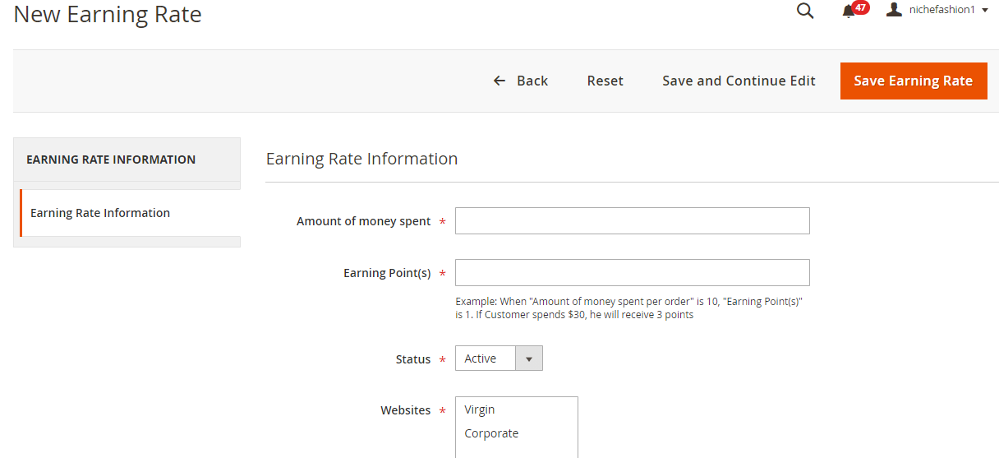 New Earning Rate
47
nichefashion1
Back
Reset
Save and Continue Edit
Save Earning Rate
EARNING RATE INFORMATION
Earning Rate Information
Earning Rate Information
Amount of money spent *
Earning Point(s) *
Example: When "Amount of money spent per order" is 10, "Earning Point(s)"
is 1. If Customer spends $30, he will receive 3 points
Status * Active
Websites * Virgin
Corporate